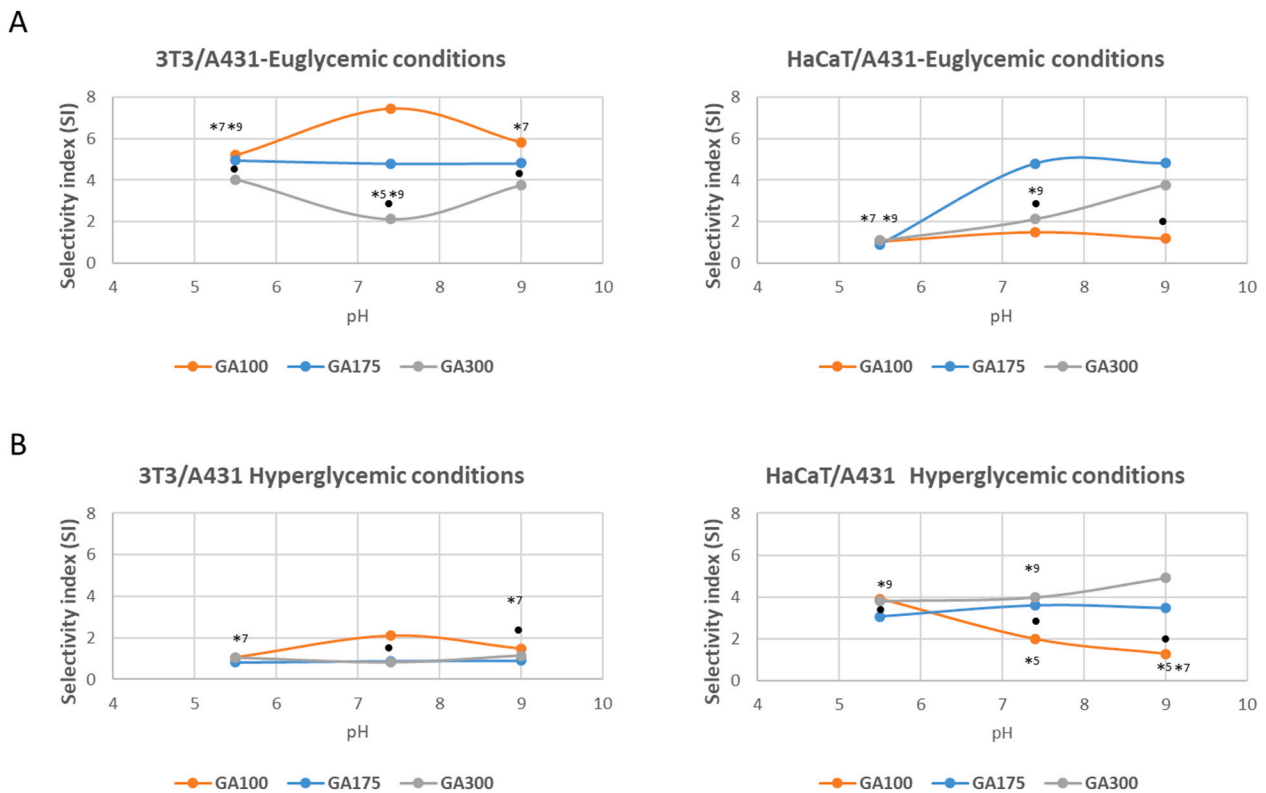 A
3T3/A431-Euglycemic conditions
Selectivity index (SI)
8
6
4
2
0
*7 *9
*7
*5 *9
4 5 6 7 8 9 10
pH
GA100 GA175 GA300
HaCaT/A431-Euglycemic conditions
Selectivity index (SI)
8
6
4
2
0
*9
*7 *9
4 5 6 7 8 9 10
pH
GA100 GA175 GA300
B
3T3/A431 Hyperglycemic conditions
Selectivity index (SI)
8
6
4
2
0
*7
*7
4 5 6 7 8 9 10
pH
GA100 GA175 GA300
HaCaT/A431 Hyperglycemic conditions
Selectivity index (SI)
8
6
4
2
0
*9
*9
*5
*5 *7
4 5 6 7 8 9 10
pH
GA100 GA175 GA300